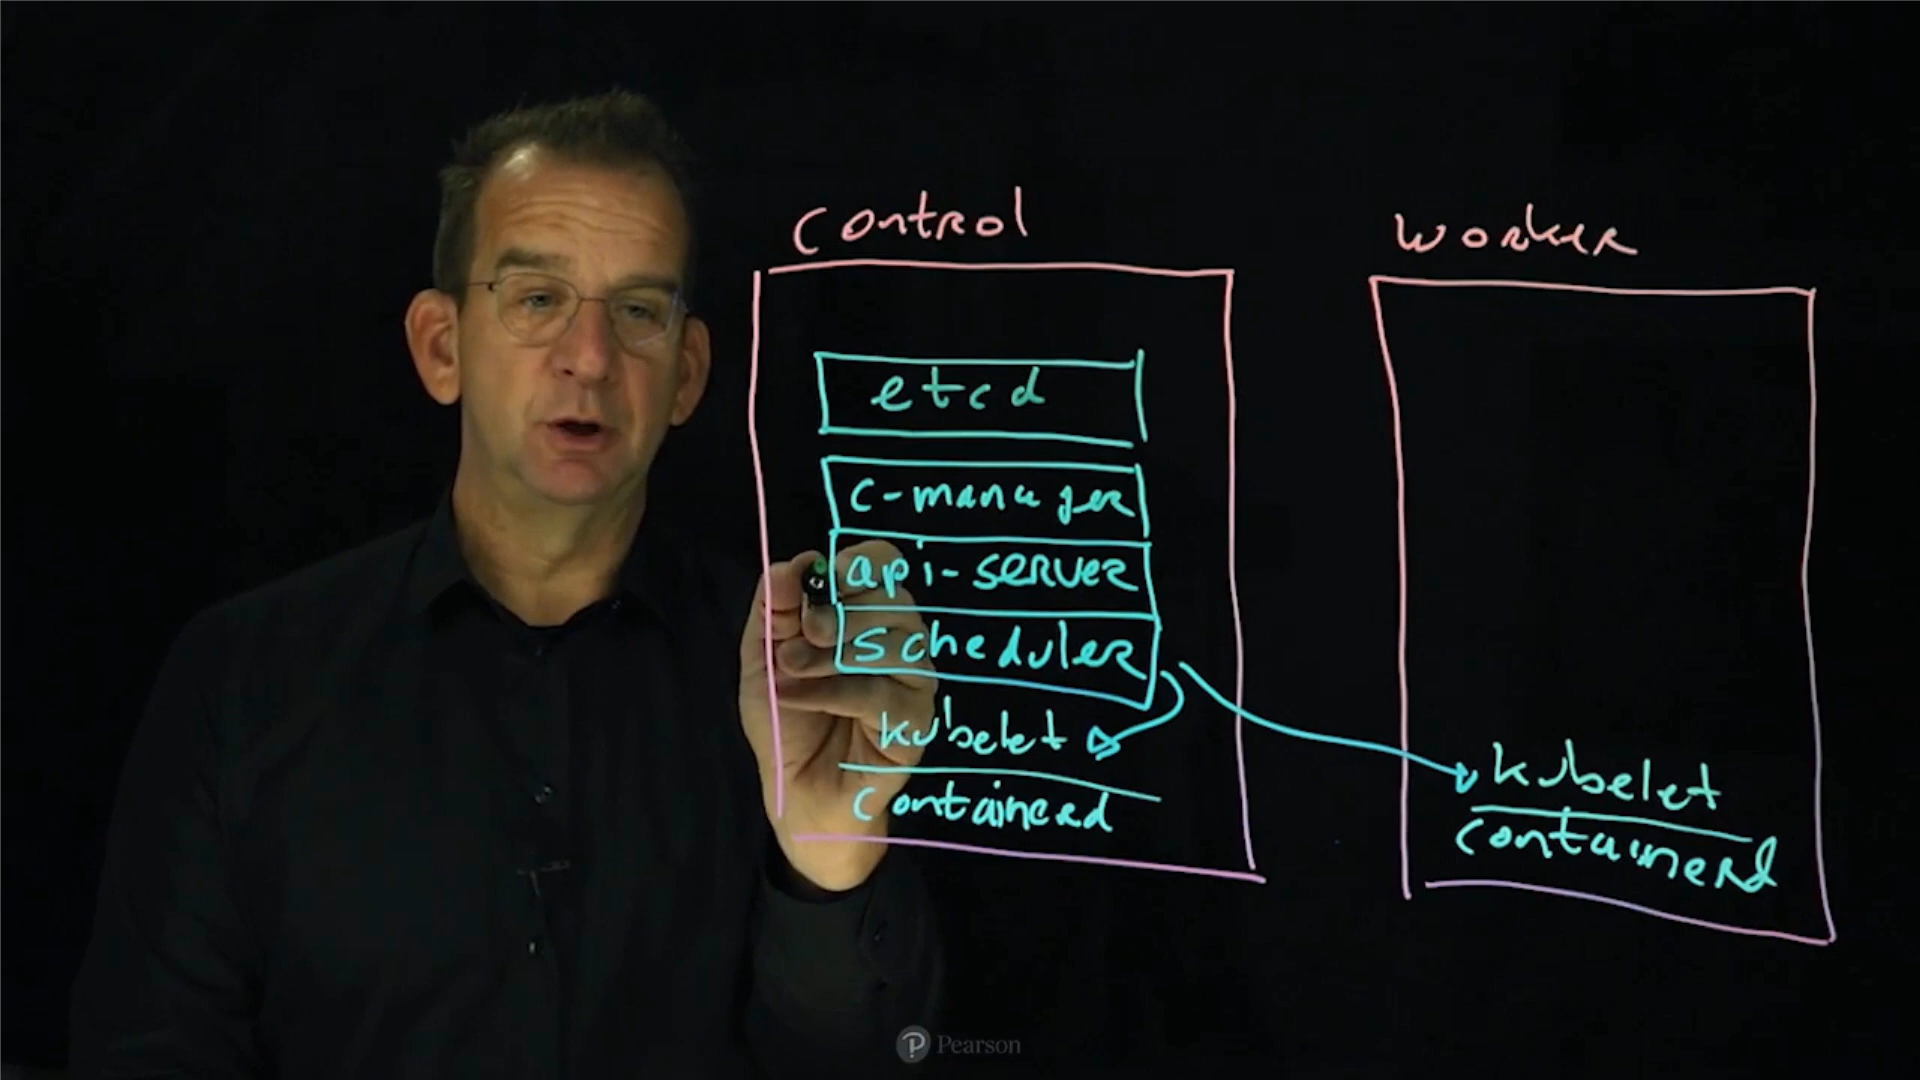 control
worker
etcd
c-manager
api-server
scheduler
kubelet
containerd
kubelet
containerd
Pearson